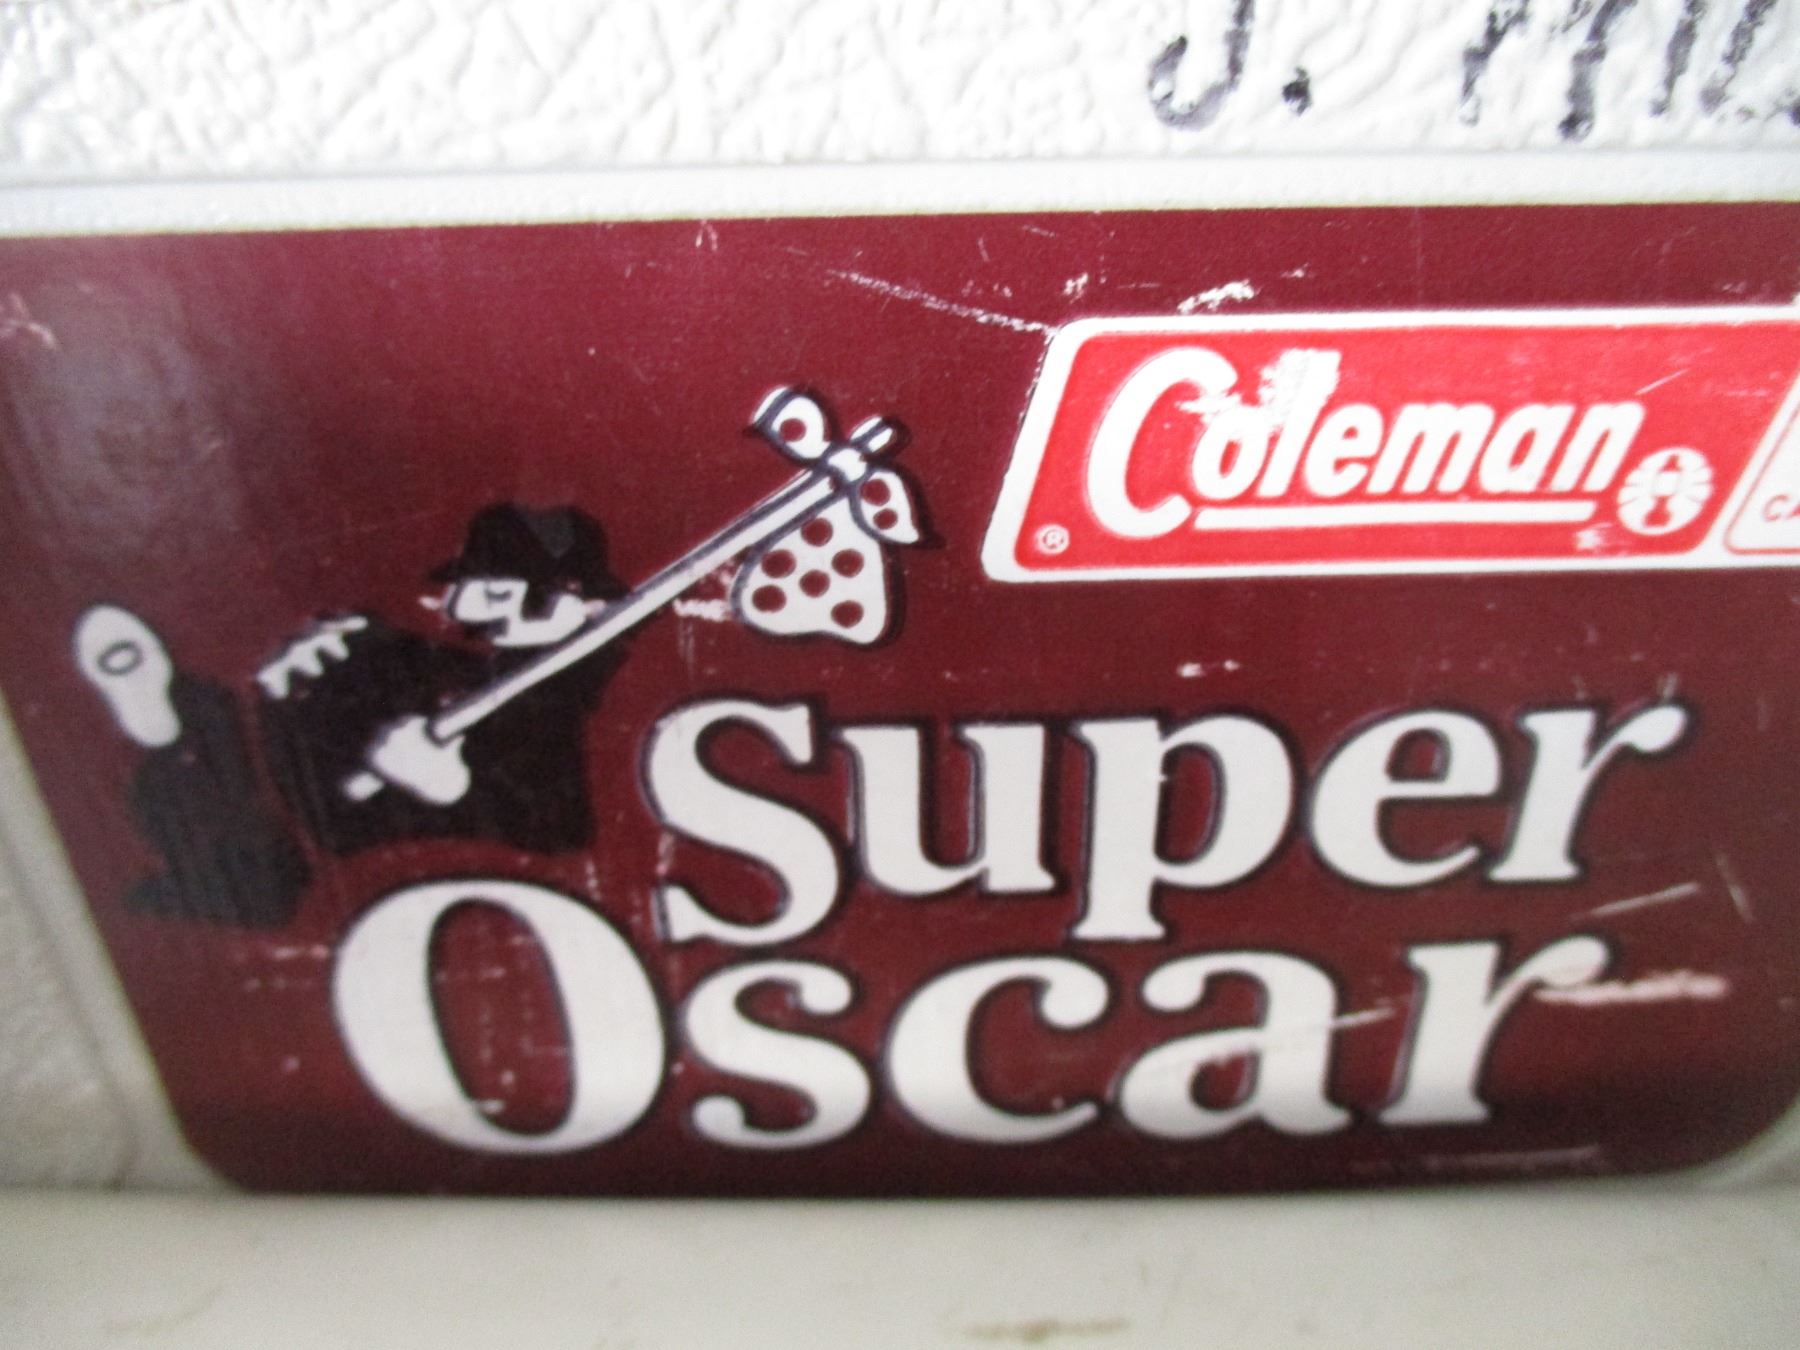 J.
Coleman
®
Super
Oscar